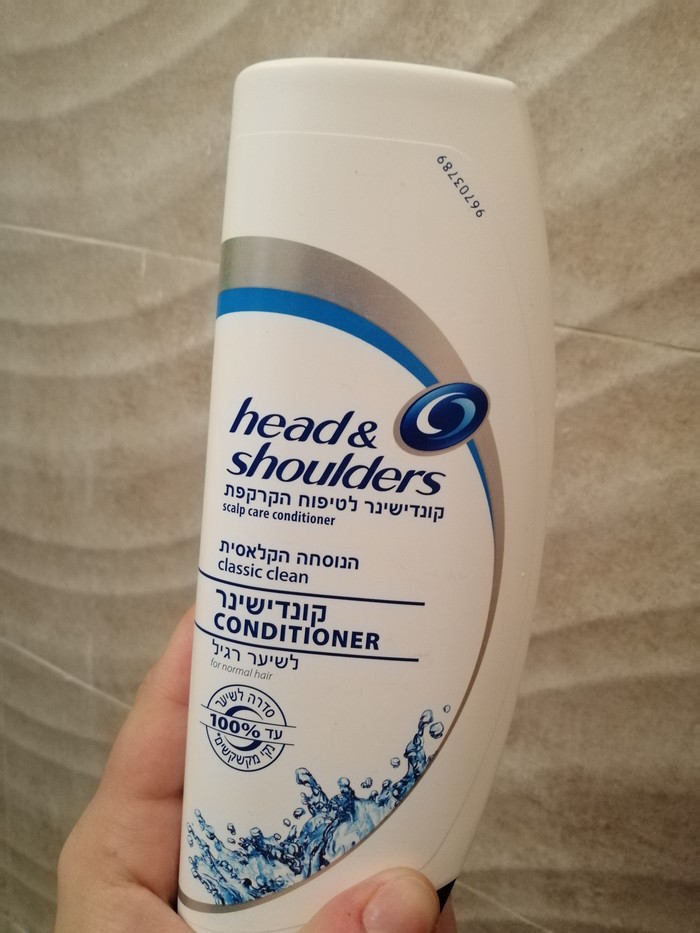 96703789
head &
shoulders
קונדישינר לטיפוח הקרקפת
scalp care conditioner
הנוסחה הקלאסית
classic clean
קונדישינר
CONDITIONER
לשיער רגיל
for normal hair
סדרה לשיער
עד 100%
נקי מקשקשים*